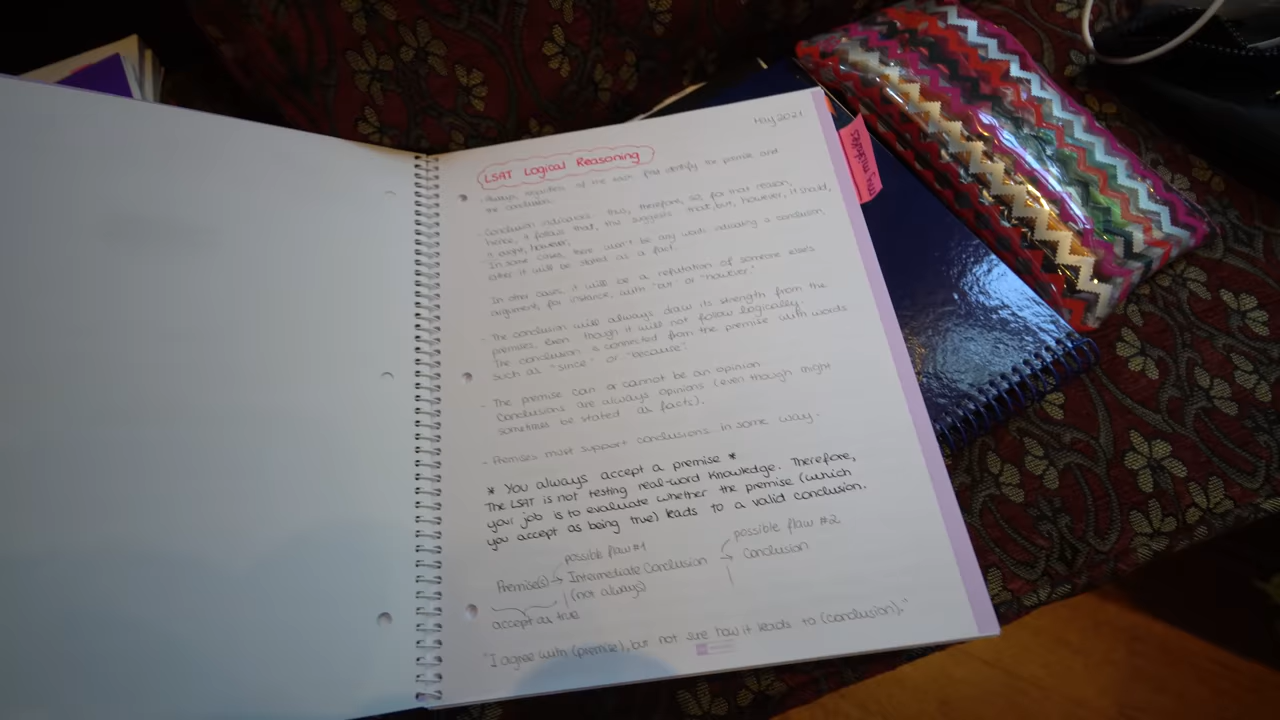 May 2021
my mistakes
LSAT Logical Reasoning
- Always, regardless of the task, first identify the premise and
the conclusion.
- Conclusion indicators: thus, therefore, so, for that reason,
hence, it follows that, this suggests that, but, however, it should,
it might, however,
In some cases, there won't be any words indicating a conclusion,
other it will be stated as a fact.
In other cases, it will be a refutation of someone else's
argument, for instance, with "but" or "however."
- The conclusion will always draw its strength from the
premises, even though it will not follow logically.
The conclusion is connected from the premise with words
such as "since" or "because".
- The premise can or cannot be an opinion
Conclusions are always opinions (even though might
sometimes be stated as facts).
- Premises must support conclusions in some way.
* You always accept a premise *
The LSAT is not testing real-word knowledge. Therefore,
your job is to evaluate whether the premise (which
you accept as being true) leads to a valid conclusion.
possible flaw #1
possible flaw #2
Premise(s) → Intermediate Conclusion → Conclusion
(not always)
accept as true
"I agree with (premise), but not sure how it leads to (conclusion)."